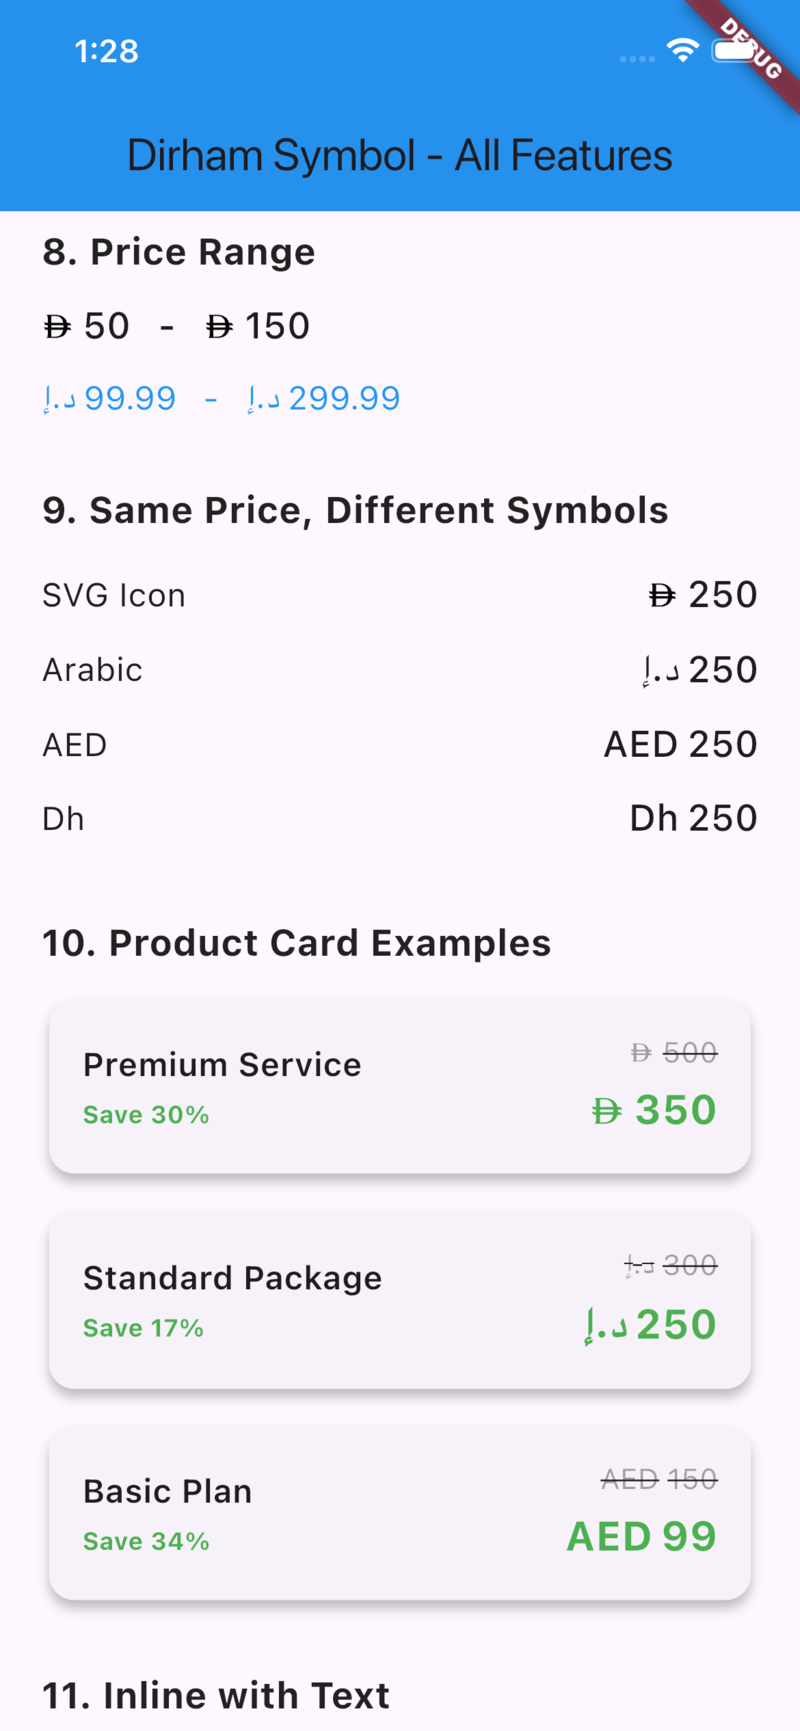 1:28
DEBUG
Dirham Symbol - All Features
8. Price Range
D 50 - D 150
د.إ 99.99 - د.إ 299.99
9. Same Price, Different Symbols
SVG Icon D 250
Arabic د.إ 250
AED AED 250
Dh Dh 250
10. Product Card Examples
D 500
Premium Service
Save 30% D 350
د.إ 300
Standard Package
Save 17% د.إ 250
AED 150
Basic Plan
Save 34% AED 99
11. Inline with Text